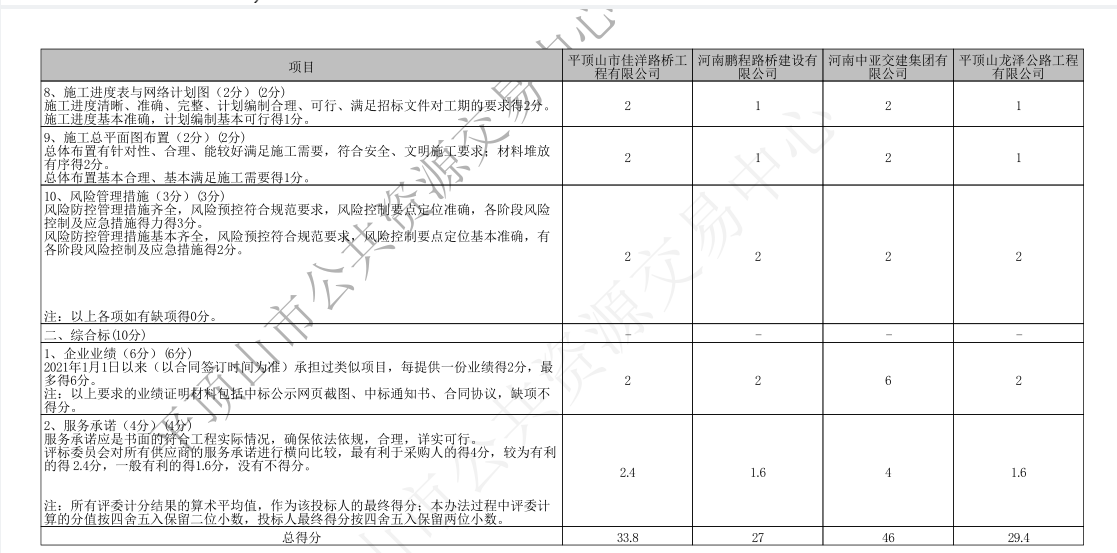 项目
平顶山市佳洋路桥工
程有限公司
河南鹏程路桥建设有
限公司
河南中亚交建集团有
限公司
平顶山龙泽公路工程
有限公司
8、施工进度表与网络计划图（2分）(2分)
施工进度清晰、准确、完整、计划编制合理、可行、满足招标文件对工期的要求得2分。
施工进度基本准确，计划编制基本可行得1分。
2
1
2
1
9、施工总平面图布置（2分）(2分)
总体布置有针对性、合理、能较好满足施工需要，符合安全、文明施工要求；材料堆放
有序得2分。
总体布置基本合理、基本满足施工需要得1分。
2
1
2
1
10、风险管理措施（3分）(3分)
风险防控管理措施齐全，风险预控符合规范要求，风险控制要点定位准确，各阶段风险
控制及应急措施得力得3分。
风险防控管理措施基本齐全，风险预控符合规范要求，风险控制要点定位基本准确，有
各阶段风险控制及应急措施得2分。
注：以上各项如有缺项得0分。
2
2
2
2
二、综合标(10分)
—
—
—
—
1、企业业绩（6分）(6分)
2021年1月1日以来（以合同签订时间为准）承担过类似项目，每提供一份业绩得2分，最
多得6分。
注：以上要求的业绩证明材料包括中标公示网页截图、中标通知书、合同协议，缺项不
得分。
2
2
6
2
2、服务承诺（4分）(4分)
服务承诺应是书面的符合工程实际情况，确保依法依规，合理，详实可行。
评标委员会对所有供应商的服务承诺进行横向比较，最有利于采购人的得4分，较为有利
的得 2.4分，一般有利的得1.6分，没有不得分。
注：所有评委计分结果的算术平均值，作为该投标人的最终得分；本办法过程中评委计
算的分值按四舍五入保留二位小数，投标人最终得分按四舍五入保留两位小数。
2.4
1.6
4
1.6
总得分
33.8
27
46
29.4
平顶山市公共资源交易中心
山市公共资源交易中心